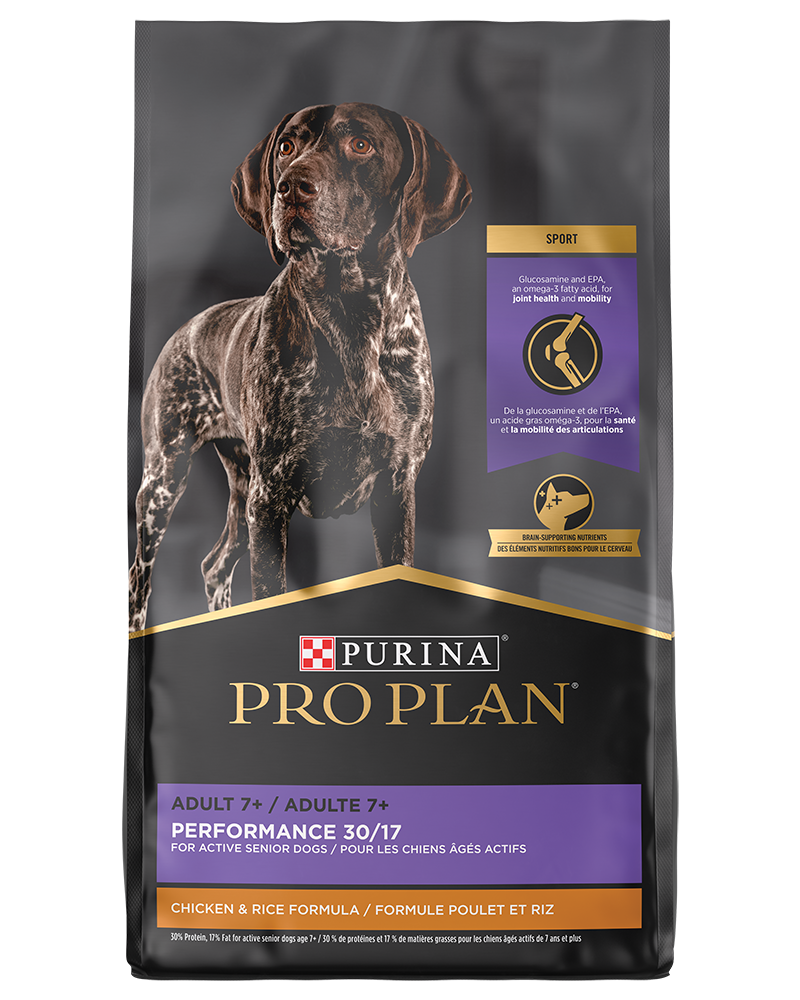 SPORT
Glucosamine and EPA,
an omega-3 fatty acid, for
joint health and mobility
De la glucosamine et de l'EPA,
un acide gras oméga-3, pour la santé
et la mobilité des articulations
BRAIN-SUPPORTING NUTRIENTS
DES ÉLÉMENTS NUTRITIFS BONS POUR LE CERVEAU
PURINA®
PRO PLAN®
ADULT 7+ / ADULTE 7+
PERFORMANCE 30/17
FOR ACTIVE SENIOR DOGS / POUR LES CHIENS ÂGÉS ACTIFS
CHICKEN & RICE FORMULA / FORMULE POULET ET RIZ
30% Protein, 17% Fat for active senior dogs age 7+ / 30 % de protéines et 17 % de matières grasses pour les chiens âgés actifs de 7 ans et plus